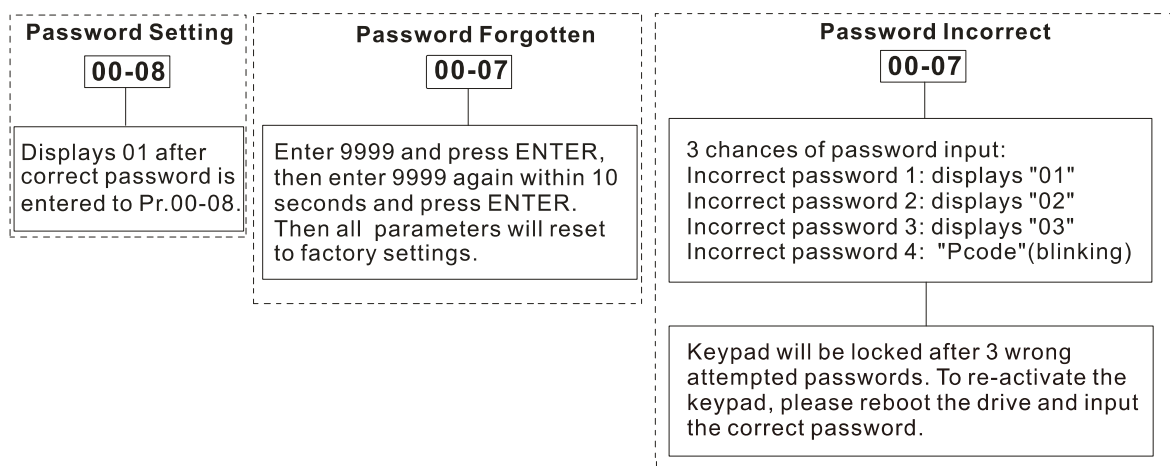 Password Setting
00-08
Displays 01 after
correct password is
entered to Pr.00-08.
Password Forgotten
00-07
Enter 9999 and press ENTER,
then enter 9999 again within 10
seconds and press ENTER.
Then all parameters will reset
to factory settings.
Password Incorrect
00-07
3 chances of password input:
Incorrect password 1: displays "01"
Incorrect password 2: displays "02"
Incorrect password 3: displays "03"
Incorrect password 4: "Pcode"(blinking)
Keypad will be locked after 3 wrong
attempted passwords. To re-activate the
keypad, please reboot the drive and input
the correct password.